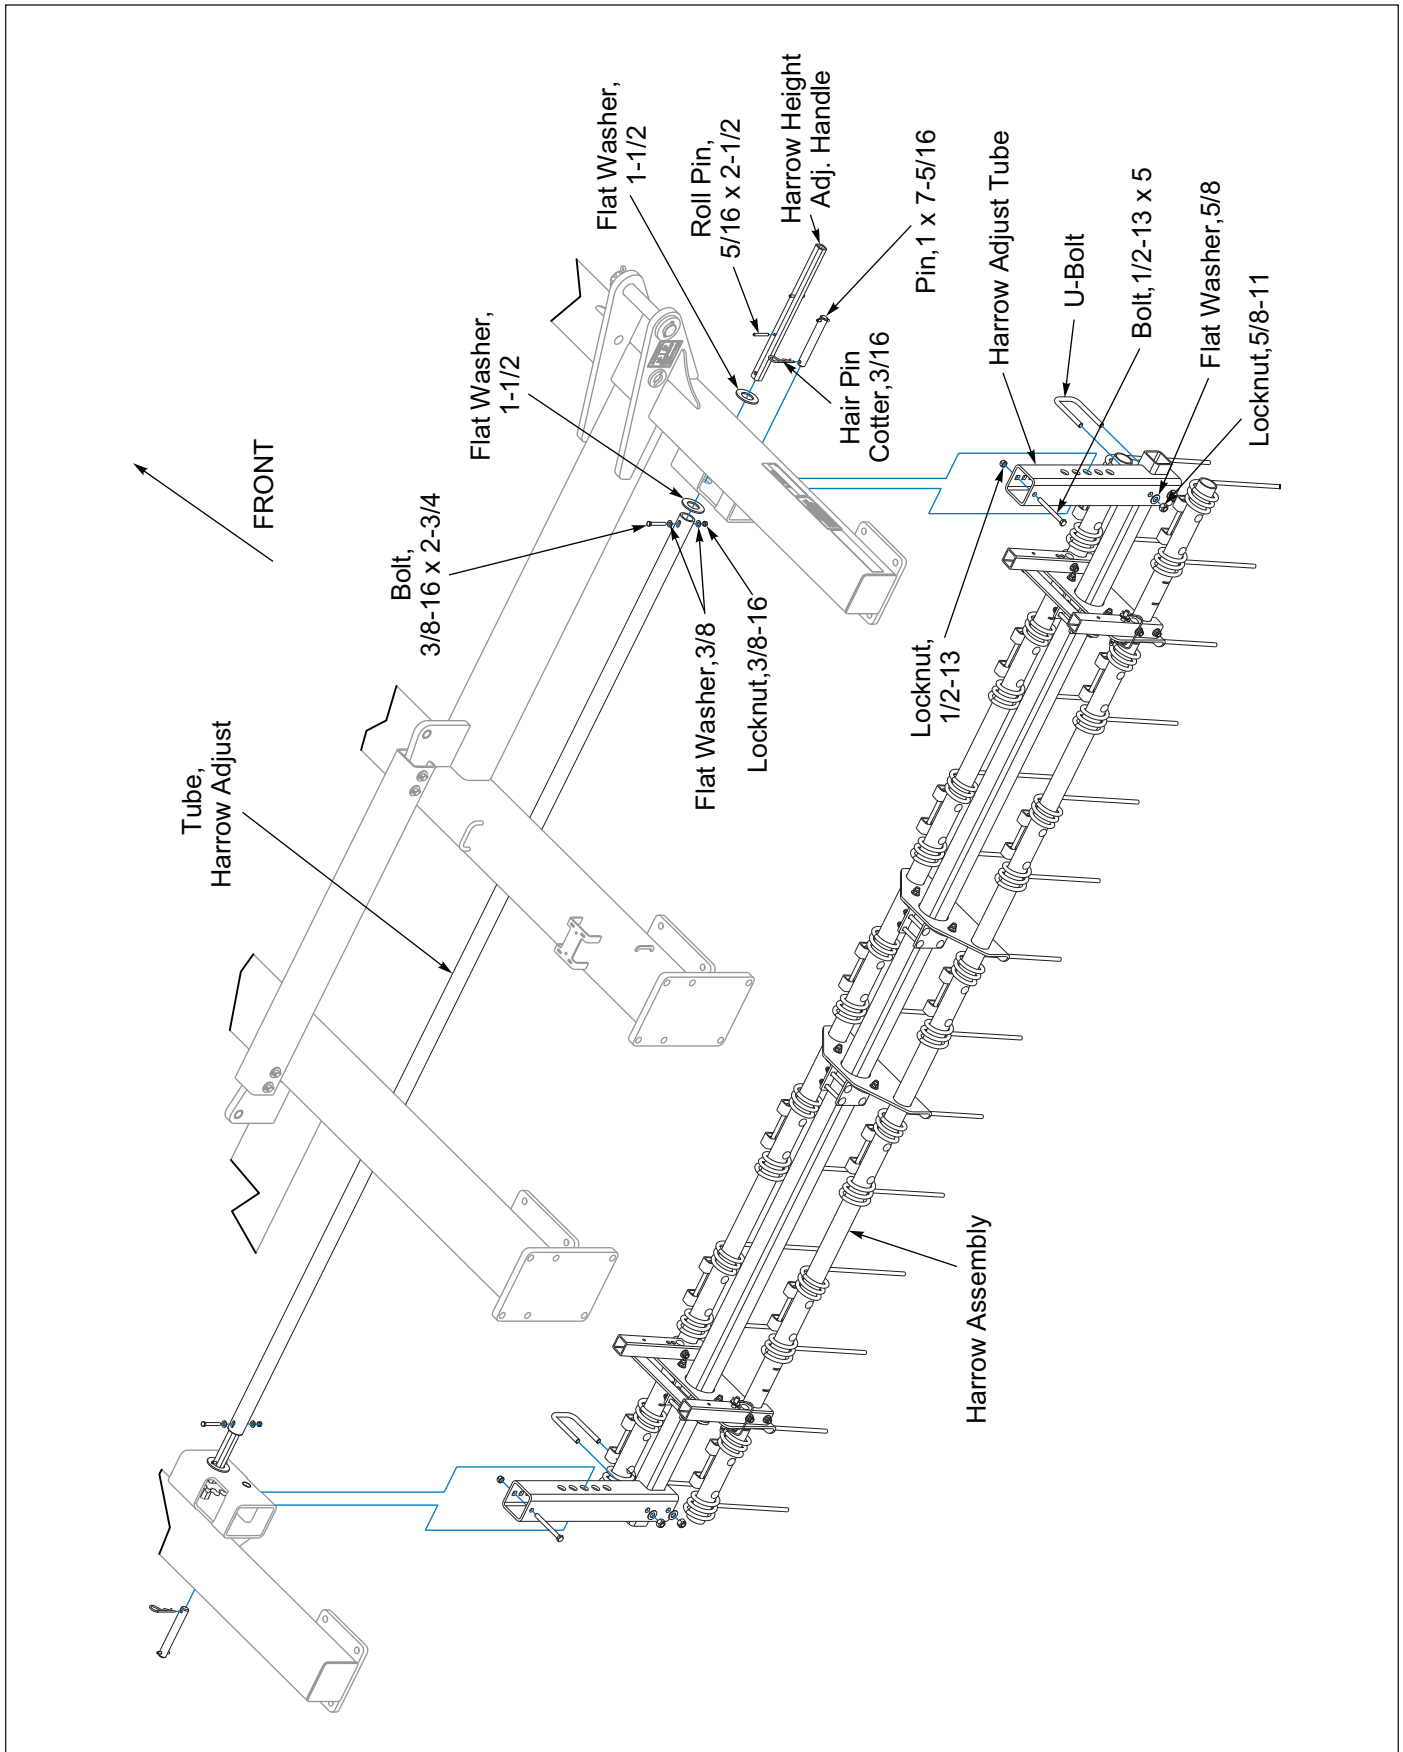 FRONT
Tube,
Harrow Adjust
Bolt,
3/8-16 x 2-3/4
Flat Washer,3/8
Locknut,3/8-16
Flat Washer,
1-1/2
Flat Washer,
1-1/2
Roll Pin,
5/16 x 2-1/2
Harrow Height
Adj. Handle
Hair Pin
Cotter,3/16
Pin,1 x 7-5/16
Harrow Adjust Tube
U-Bolt
Bolt,1/2-13 x 5
Flat Washer,5/8
Locknut,5/8-11
Locknut,
1/2-13
Harrow Assembly